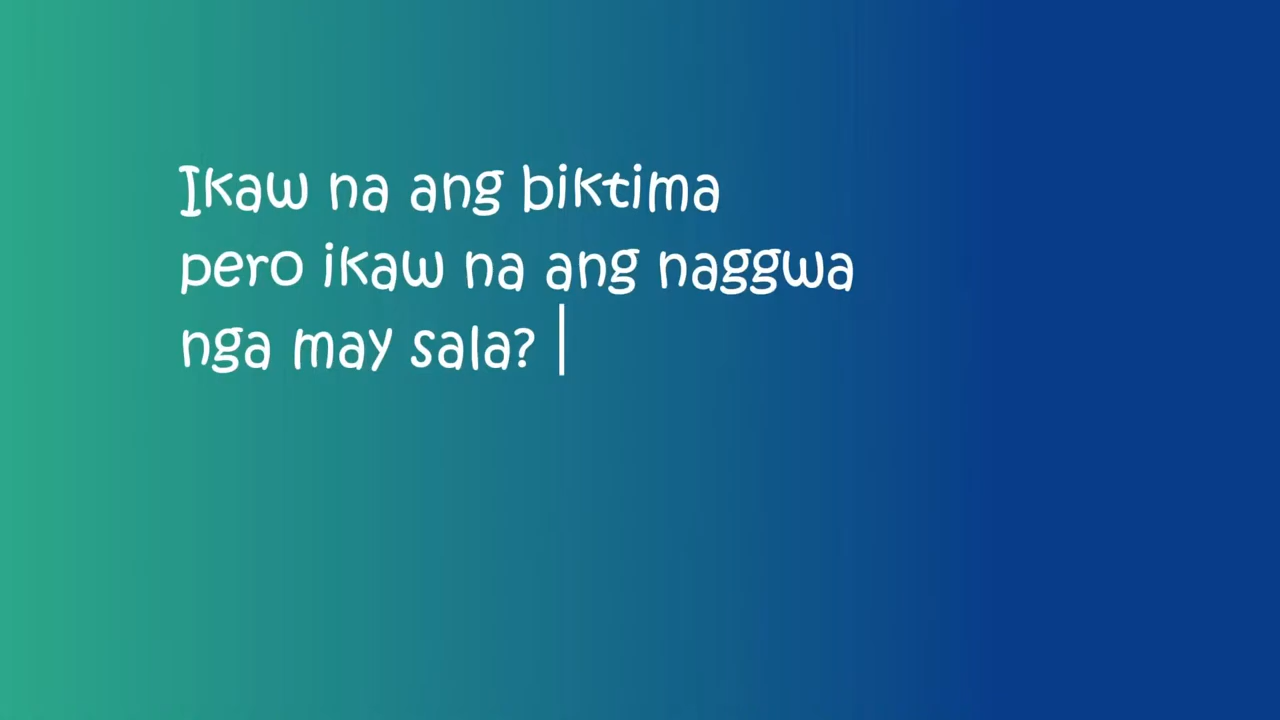 Ikaw na ang biktima
pero ikaw na ang naggwa
nga may sala?